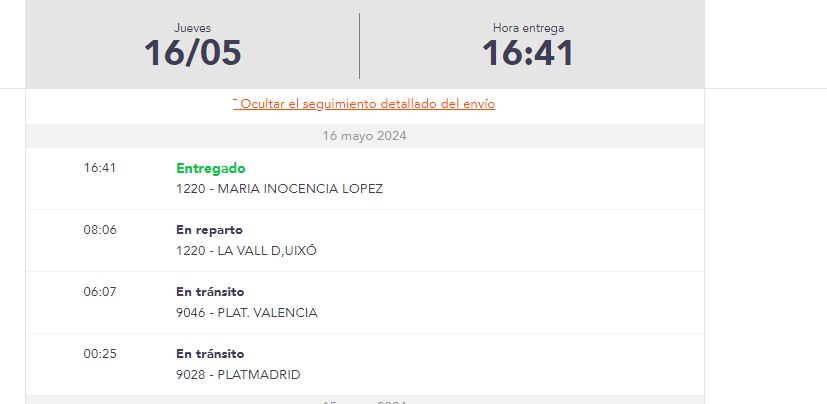 Jueves
16/05
Hora entrega
16:41
Ocultar el seguimiento detallado del envío
16 mayo 2024
16:41 Entregado
1220 - MARIA INOCENCIA LOPEZ
08:06 En reparto
1220 - LA VALL D,UIXÓ
06:07 En tránsito
9046 - PLAT. VALENCIA
00:25 En tránsito
9028 - PLATMADRID